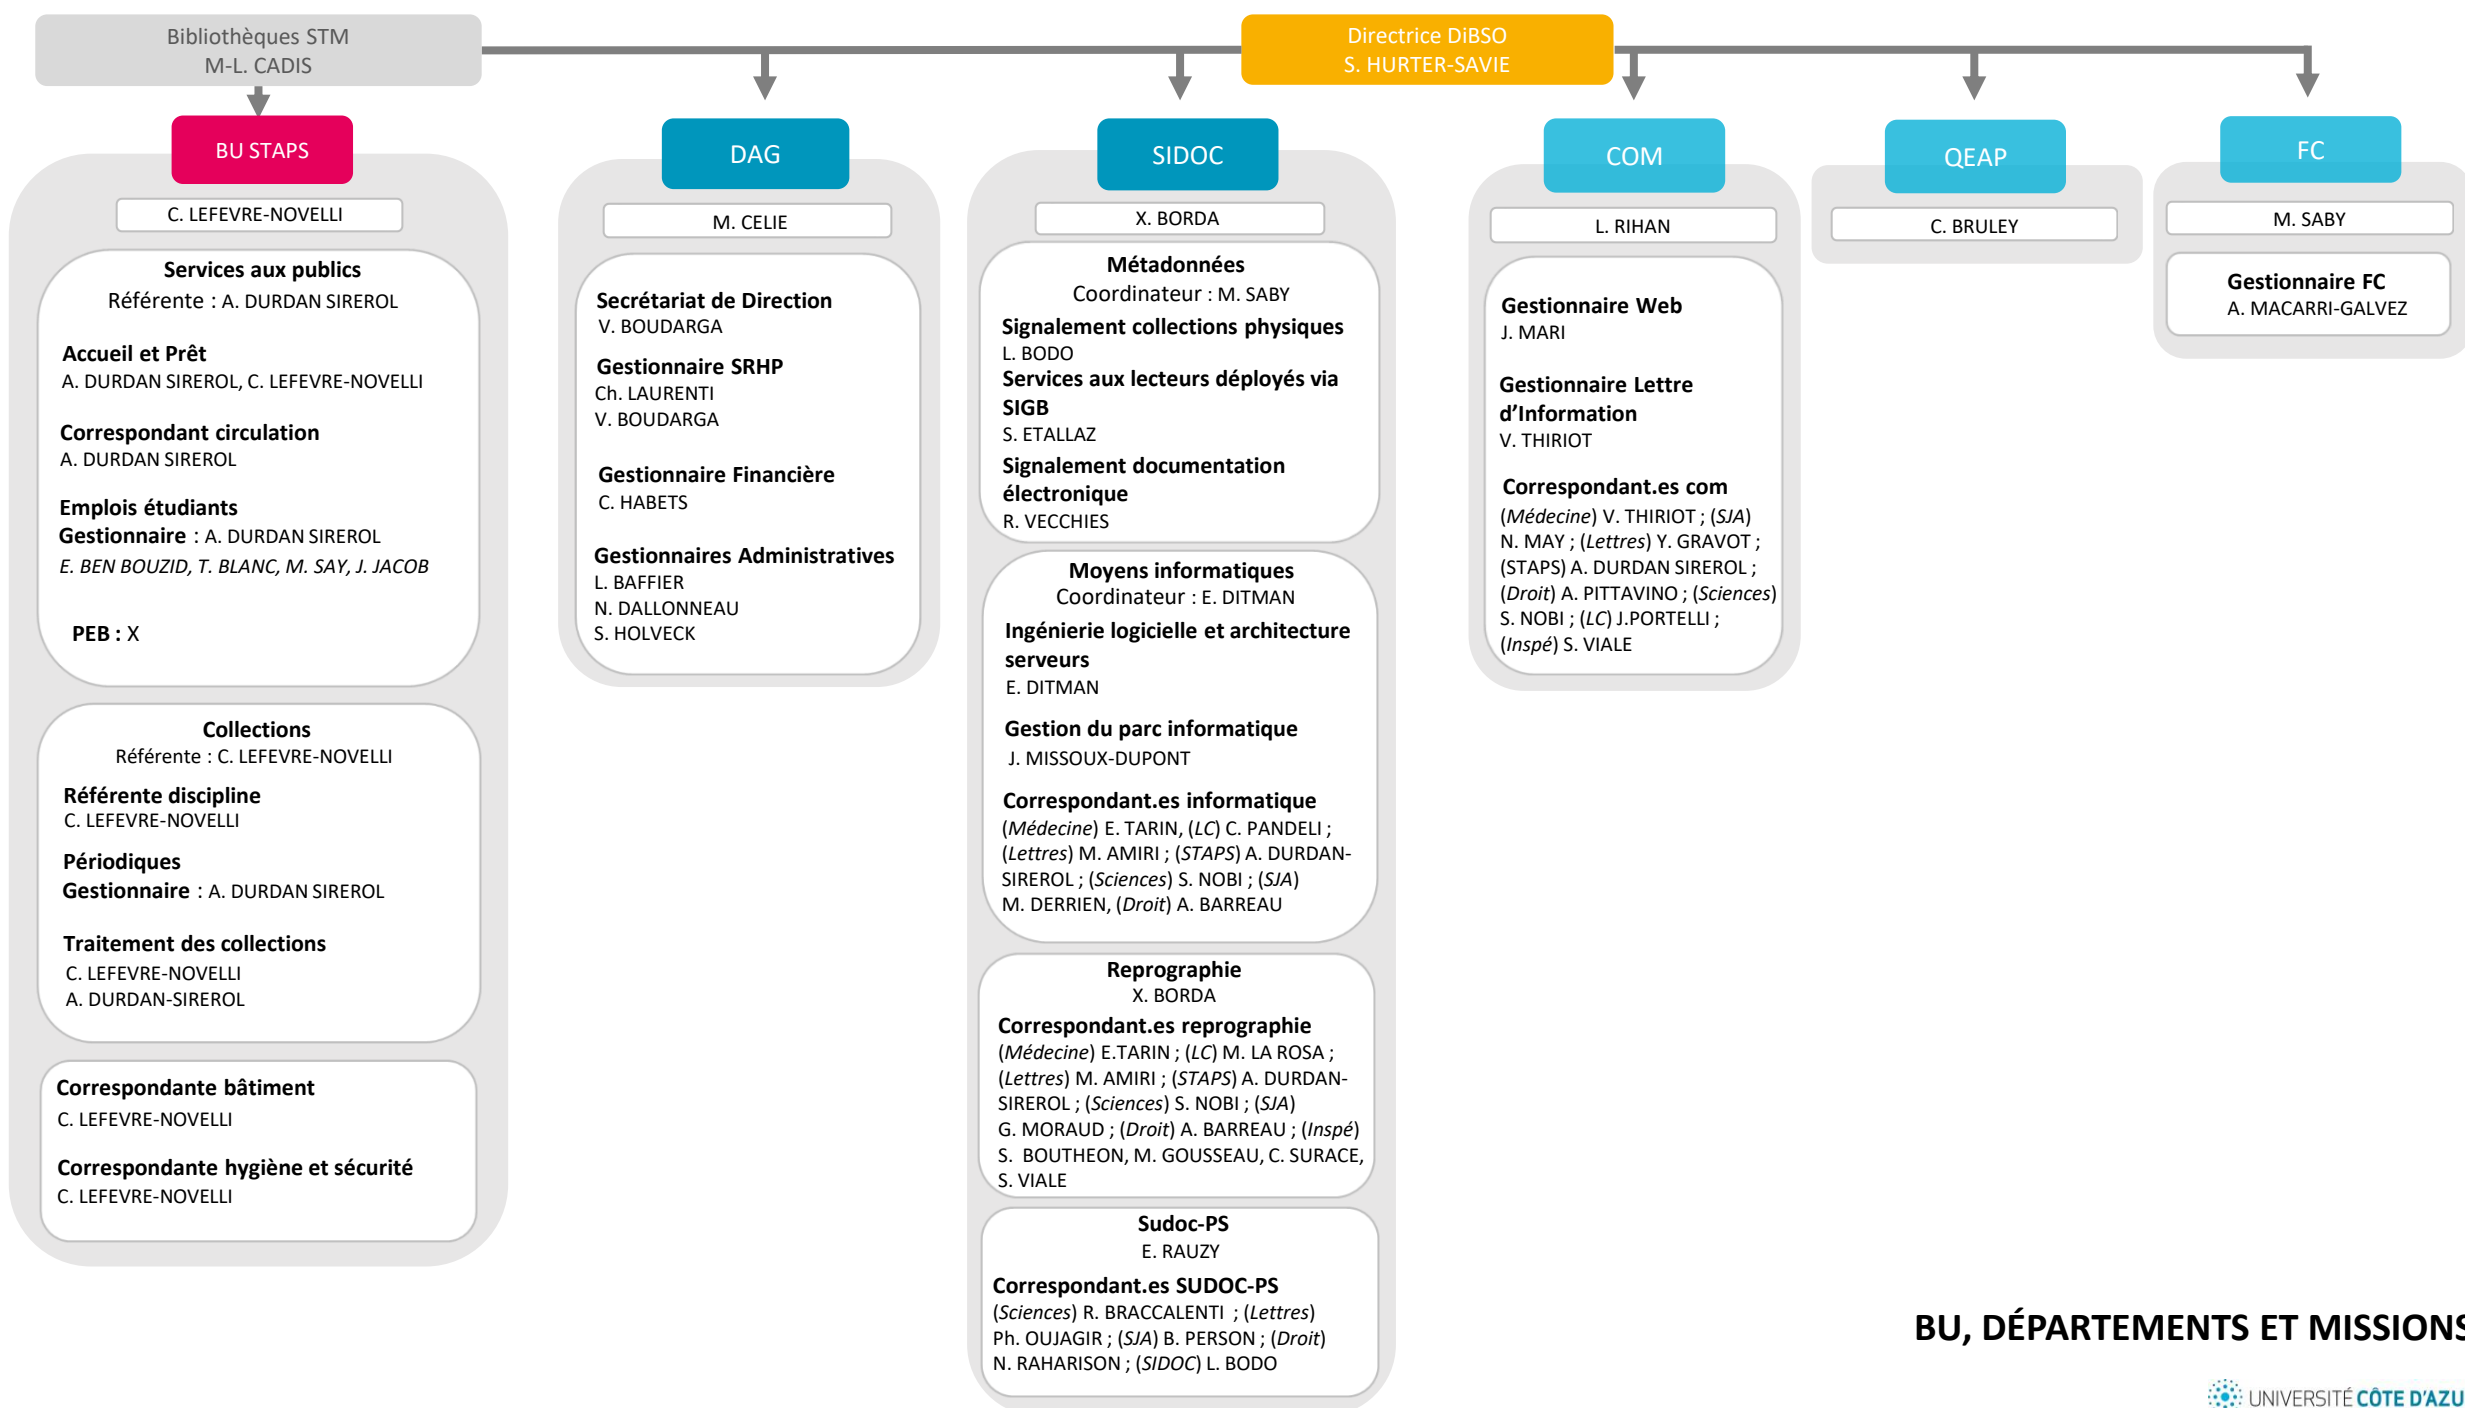 Bibliothèques STM
M-L. CADIS
Directrice DiBSO
S. HURTER-SAVIE
BU STAPS
C. LEFEVRE-NOVELLI
Services aux publics
Référente : A. DURDAN SIREROL
Accueil et Prêt
A. DURDAN SIREROL, C. LEFEVRE-NOVELLI
Correspondant circulation
A. DURDAN SIREROL
Emplois étudiants
Gestionnaire : A. DURDAN SIREROL
E. BEN BOUZID, T. BLANC, M. SAY, J. JACOB
PEB : X
Collections
Référente : C. LEFEVRE-NOVELLI
Référente discipline
C. LEFEVRE-NOVELLI
Périodiques
Gestionnaire : A. DURDAN SIREROL
Traitement des collections
C. LEFEVRE-NOVELLI
A. DURDAN-SIREROL
Correspondante bâtiment
C. LEFEVRE-NOVELLI
Correspondante hygiène et sécurité
C. LEFEVRE-NOVELLI
DAG
M. CELIE
Secrétariat de Direction
V. BOUDARGA
Gestionnaire SRHP
Ch. LAURENTI
V. BOUDARGA
Gestionnaire Financière
C. HABETS
Gestionnaires Administratives
L. BAFFIER
N. DALLONNEAU
S. HOLVECK
SIDOC
X. BORDA
Métadonnées
Coordinateur : M. SABY
Signalement collections physiques
L. BODO
Services aux lecteurs déployés via
SIGB
S. ETALLAZ
Signalement documentation
électronique
R. VECCHIES
Moyens informatiques
Coordinateur : E. DITMAN
Ingénierie logicielle et architecture
serveurs
E. DITMAN
Gestion du parc informatique
J. MISSOUX-DUPONT
Correspondant.es informatique
(Médecine) E. TARIN, (LC) C. PANDELI ;
(Lettres) M. AMIRI ; (STAPS) A. DURDAN-
SIREROL ; (Sciences) S. NOBI ; (SJA)
M. DERRIEN, (Droit) A. BARREAU
Reprographie
X. BORDA
Correspondant.es reprographie
(Médecine) E.TARIN ; (LC) M. LA ROSA ;
(Lettres) M. AMIRI ; (STAPS) A. DURDAN-
SIREROL ; (Sciences) S. NOBI ; (SJA)
G. MORAUD ; (Droit) A. BARREAU ; (Inspé)
S. BOUTHEON, M. GOUSSEAU, C. SURACE,
S. VIALE
Sudoc-PS
E. RAUZY
Correspondant.es SUDOC-PS
(Sciences) R. BRACCALENTI ; (Lettres)
Ph. OUJAGIR ; (SJA) B. PERSON ; (Droit)
N. RAHARISON ; (SIDOC) L. BODO
COM
L. RIHAN
Gestionnaire Web
J. MARI
Gestionnaire Lettre
d'Information
V. THIRIOT
Correspondant.es com
(Médecine) V. THIRIOT ; (SJA)
N. MAY ; (Lettres) Y. GRAVOT ;
(STAPS) A. DURDAN SIREROL ;
(Droit) A. PITTAVINO ; (Sciences)
S. NOBI ; (LC) J.PORTELLI ;
(Inspé) S. VIALE
QEAP
C. BRULEY
FC
M. SABY
Gestionnaire FC
A. MACARRI-GALVEZ
BU, DÉPARTEMENTS ET MISSIONS
UNIVERSITÉ CÔTE D'AZU